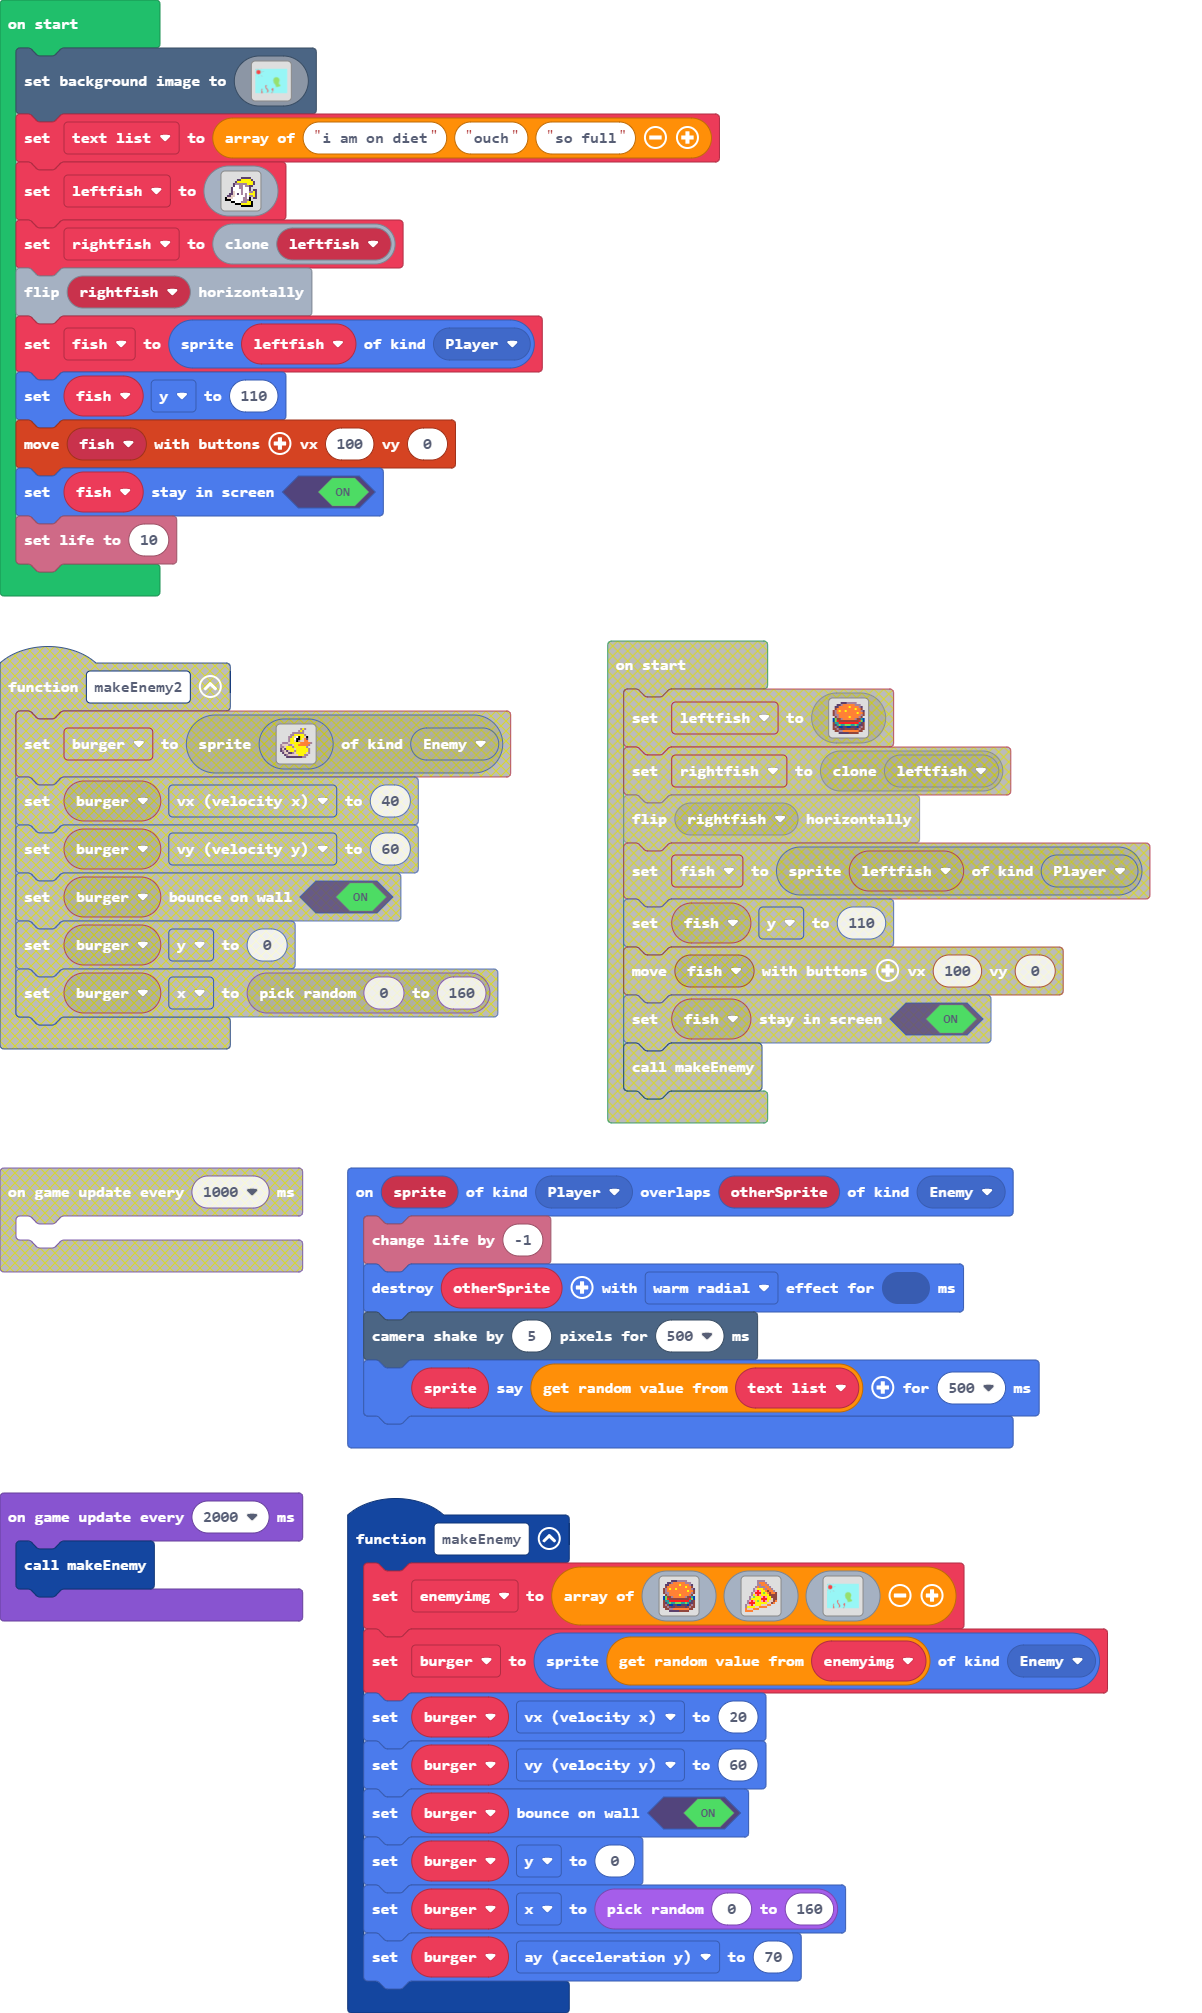 on start
set background image to
set text list to array of "i am on diet" "ouch" "so full"
set leftfish to
set rightfish to clone leftfish
flip rightfish horizontally
set fish to sprite leftfish of kind Player
set fish y to 110
move fish with buttons vx 100 vy 0
set fish stay in screen ON
set life to 10
function makeEnemy2
set burger to sprite of kind Enemy
set burger vx (velocity x) to 40
set burger vy (velocity y) to 60
set burger bounce on wall ON
set burger y to 0
set burger x to pick random 0 to 160
on start
set leftfish to
set rightfish to clone leftfish
flip rightfish horizontally
set fish to sprite leftfish of kind Player
set fish y to 110
move fish with buttons vx 100 vy 0
set fish stay in screen ON
call makeEnemy
on game update every 1000 ms
on sprite of kind Player overlaps otherSprite of kind Enemy
change life by -1
destroy otherSprite with warm radial effect for ms
camera shake by 5 pixels for 500 ms
sprite say get random value from text list for 500 ms
on game update every 2000 ms
call makeEnemy
function makeEnemy
set enemyimg to array of
set burger to sprite get random value from enemyimg of kind Enemy
set burger vx (velocity x) to 20
set burger vy (velocity y) to 60
set burger bounce on wall ON
set burger y to 0
set burger x to pick random 0 to 160
set burger ay (acceleration y) to 70